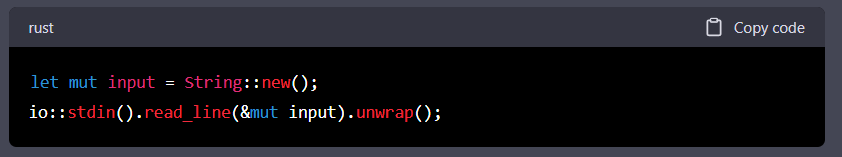 rust
Copy code
let mut input = String::new();
io::stdin().read_line(&mut input).unwrap();